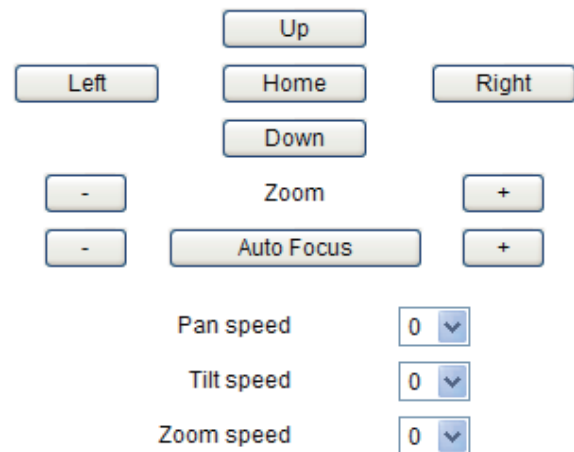 Up
Left Home Right
Down
- Zoom +
- Auto Focus +
Pan speed 0
Tilt speed 0
Zoom speed 0